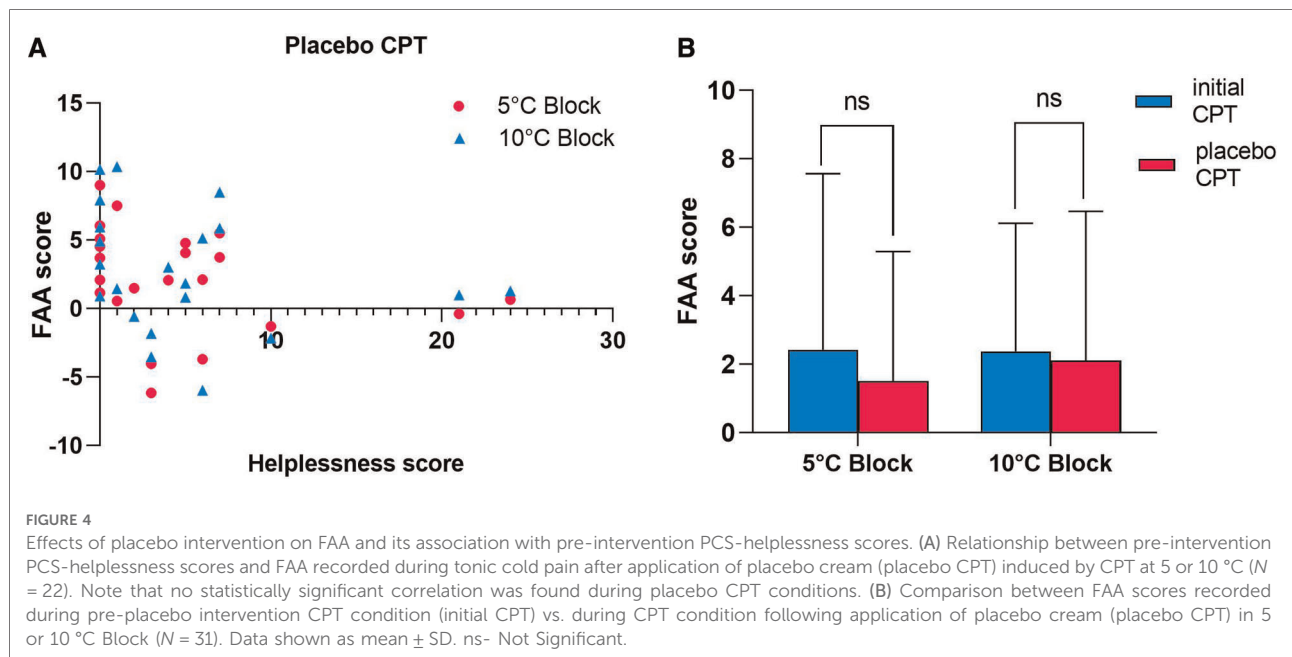 A
Placebo CPT
5°C Block
10°C Block
15
10
5
0
-5
-10
10
20
30
FAA score
Helplessness score
B
10
8
6
4
2
0
FAA score
ns
ns
initial
CPT
placebo
CPT
5°C Block
10°C Block
FIGURE 4
Effects of placebo intervention on FAA and its association with pre-intervention PCS-helplessness scores. (A) Relationship between pre-intervention
PCS-helplessness scores and FAA recorded during tonic cold pain after application of placebo cream (placebo CPT) induced by CPT at 5 or 10 °C (N
= 22). Note that no statistically significant correlation was found during placebo CPT conditions. (B) Comparison between FAA scores recorded
during pre-placebo intervention CPT condition (initial CPT) vs. during CPT condition following application of placebo cream (placebo CPT) in 5
or 10 °C Block (N = 31). Data shown as mean ± SD. ns- Not Significant.